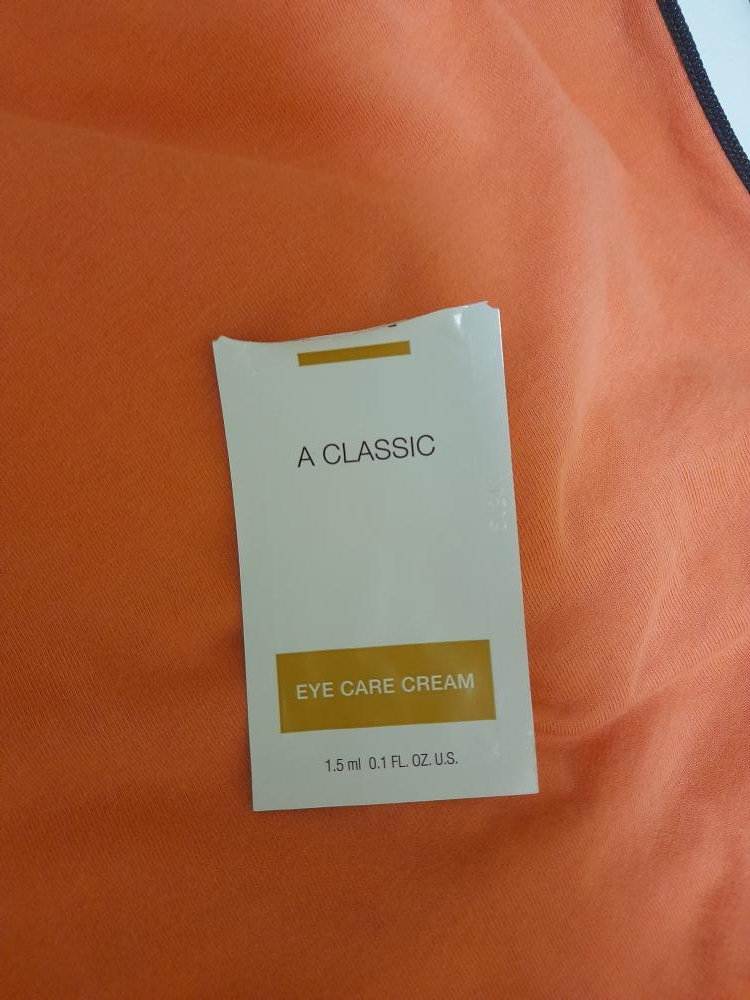 A CLASSIC
EYE CARE CREAM
1.5 ml 0.1 FL. OZ. U.S.